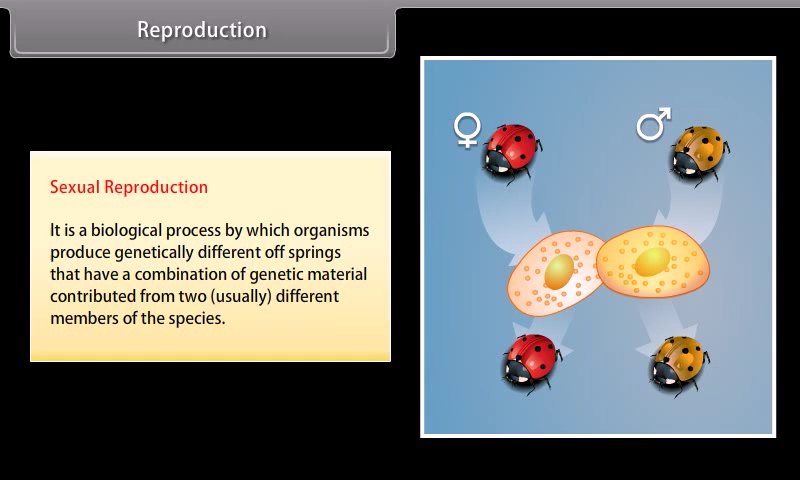 Reproduction
Sexual Reproduction
It is a biological process by which organisms
produce genetically different off springs
that have a combination of genetic material
contributed from two (usually) different
members of the species.
♀
♂